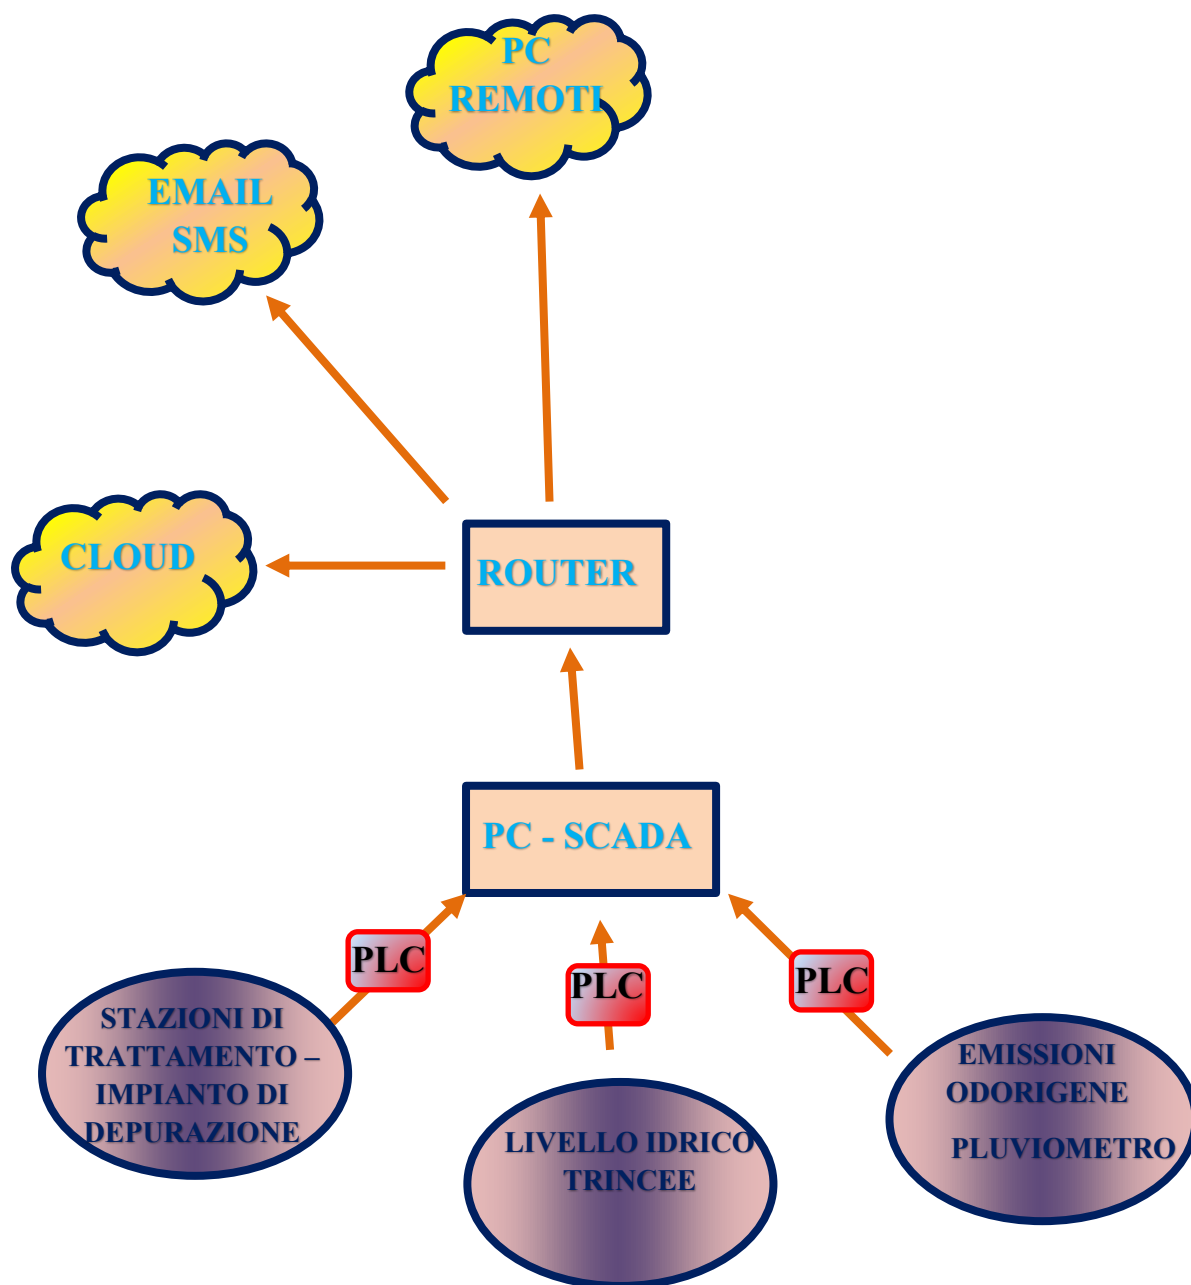 PC
REMOTI
EMAIL
SMS
CLOUD
ROUTER
PC - SCADA
PLC
PLC
PLC
STAZIONI DI
TRATTAMENTO –
IMPIANTO DI
DEPURAZIONE
LIVELLO IDRICO
TRINCEE
EMISSIONI
ODORIGENE
PLUVIOMETRO